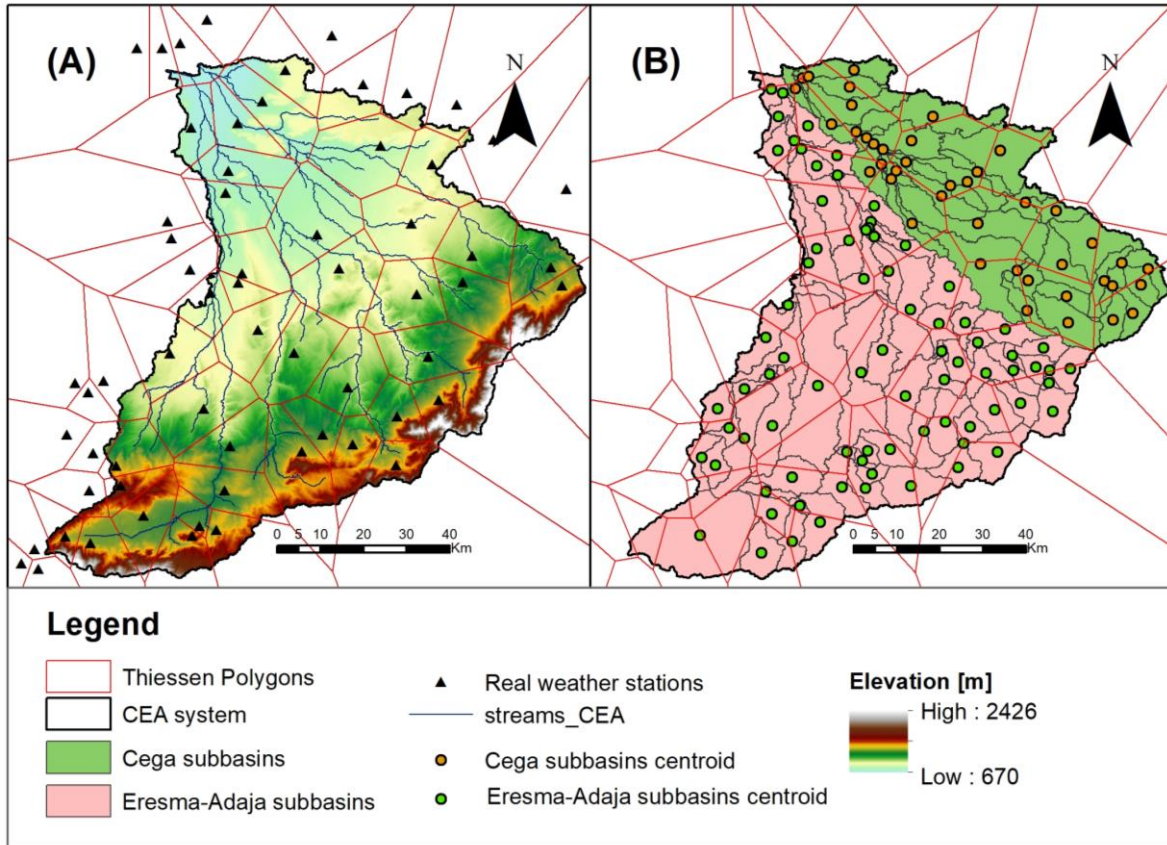 (A)
N
0 5 10 20 30 40
Km
(B)
N
0 5 10 20 30 40
Km
Legend
Thiessen Polygons
CEA system
Cega subbasins
Eresma-Adaja subbasins
Real weather stations
streams_CEA
Cega subbasins centroid
Eresma-Adaja subbasins centroid
Elevation [m]
High : 2426
Low : 670